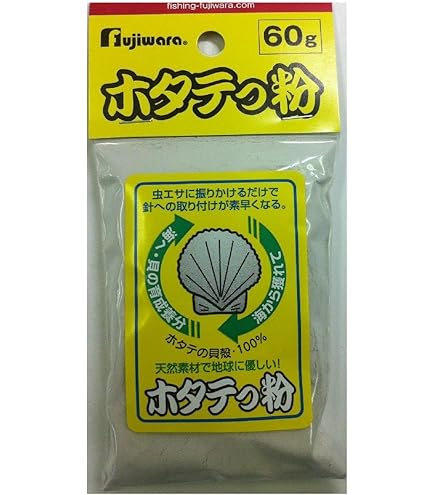 fishing-fujiwara.com
Fujiwara®
60g
ホタテっ粉
虫エサに振りかけるだけで
針への取り付けが素早くなる。
海へ・貝の育成養分
海から獲れて
ホタテの貝殻・100%
天然素材で地球に優しい!
ホタテっ粉